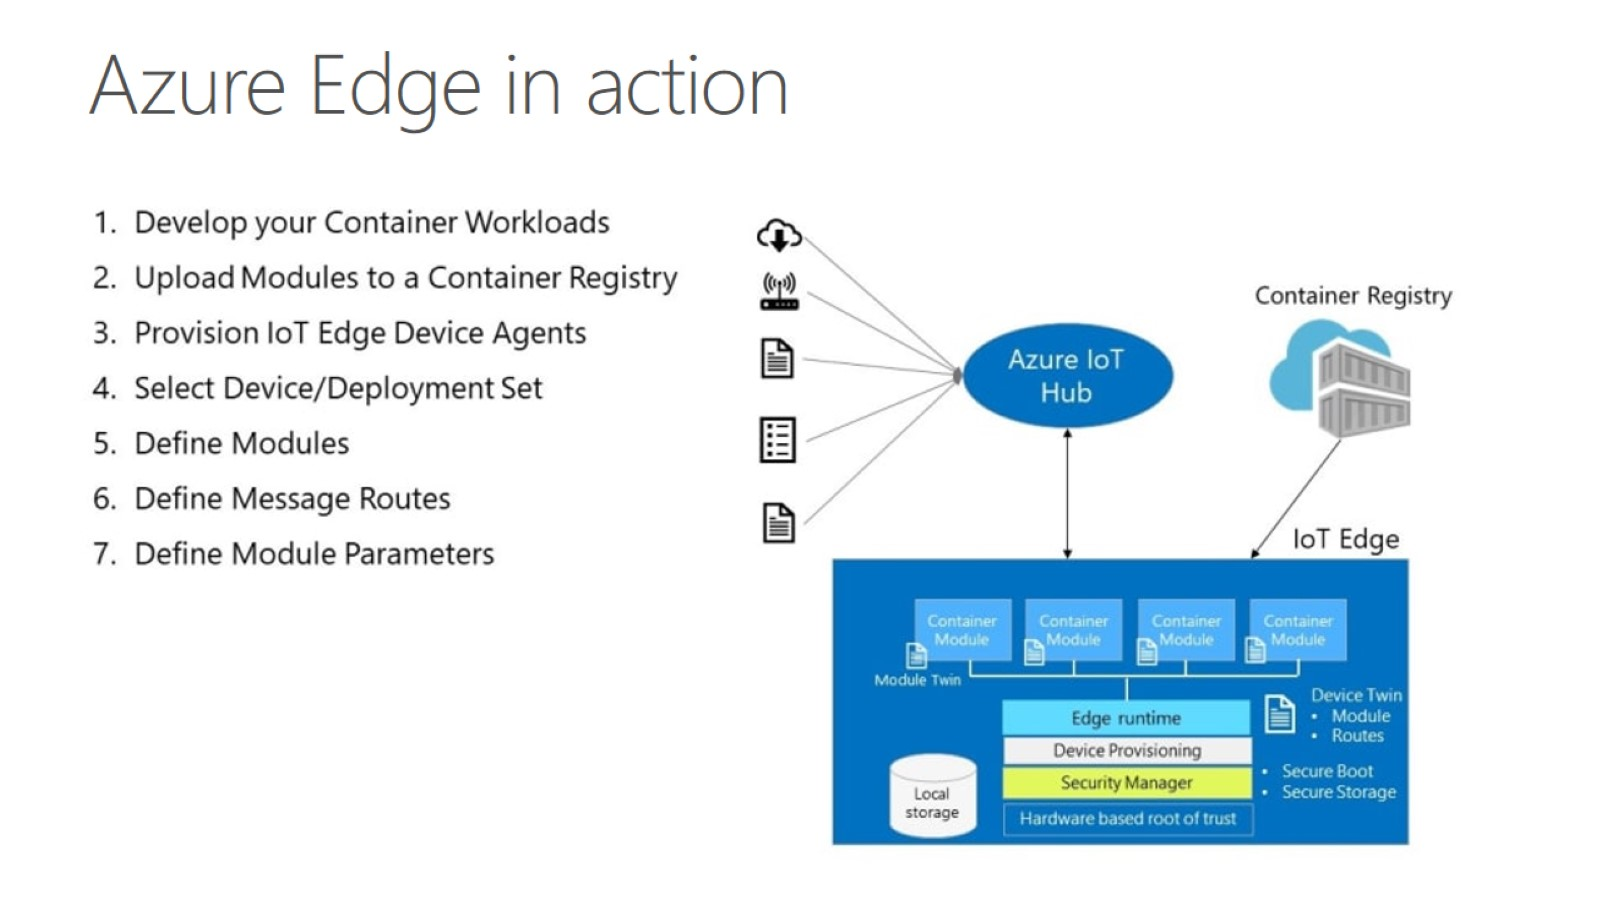 Azure Edge in action
1. Develop your Container Workloads
2. Upload Modules to a Container Registry
3. Provision IoT Edge Device Agents
4. Select Device/Deployment Set
5. Define Modules
6. Define Message Routes
7. Define Module Parameters
Azure IoT
Hub
Container Registry
IoT Edge
Container
Module
Container
Module
Container
Module
Container
Module
Module Twin
Edge runtime
Device Provisioning
Security Manager
Hardware based root of trust
Local
storage
Device Twin
• Module
• Routes
• Secure Boot
• Secure Storage